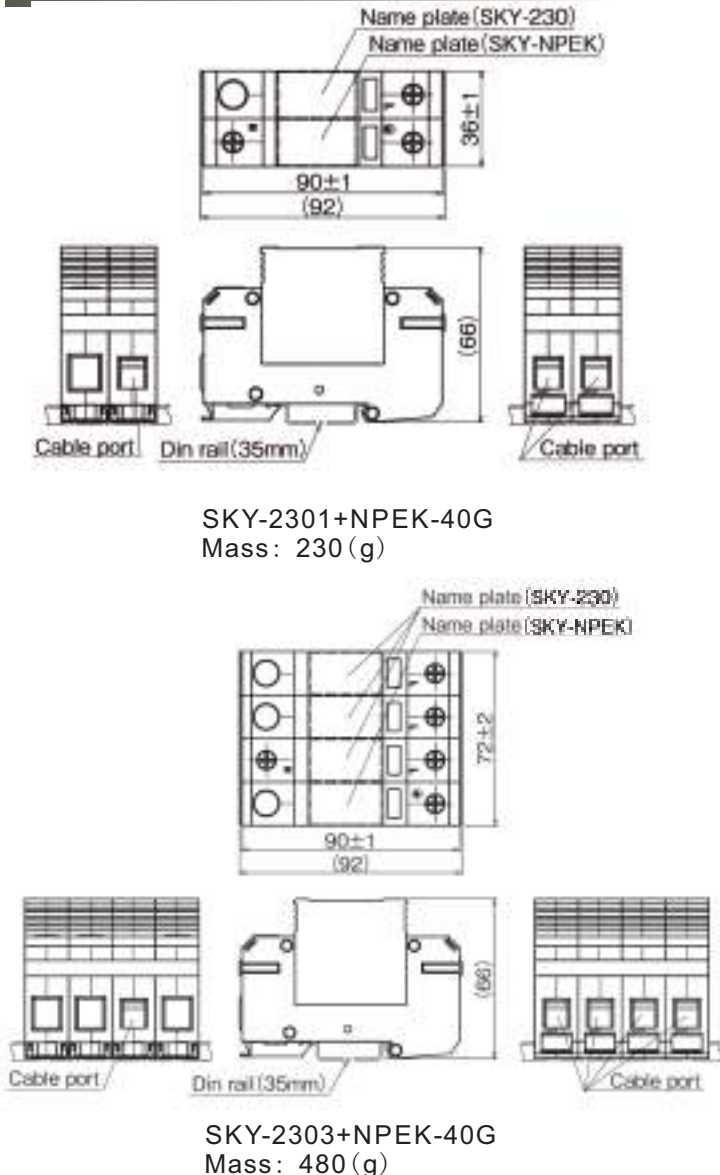 Name plate(SKY-230)
Name plate(SKY-NPEK)
36±1
90±1
(92)
(66)
Cable port
Din rail(35mm)
Cable port
SKY-2301+NPEK-40G
Mass: 230(g)
Name plate(SKY-230)
Name plate(SKY-NPEK)
72±2
90±1
(92)
(66)
Cable port
Din rail(35mm)
Cable port
SKY-2303+NPEK-40G
Mass: 480(g)